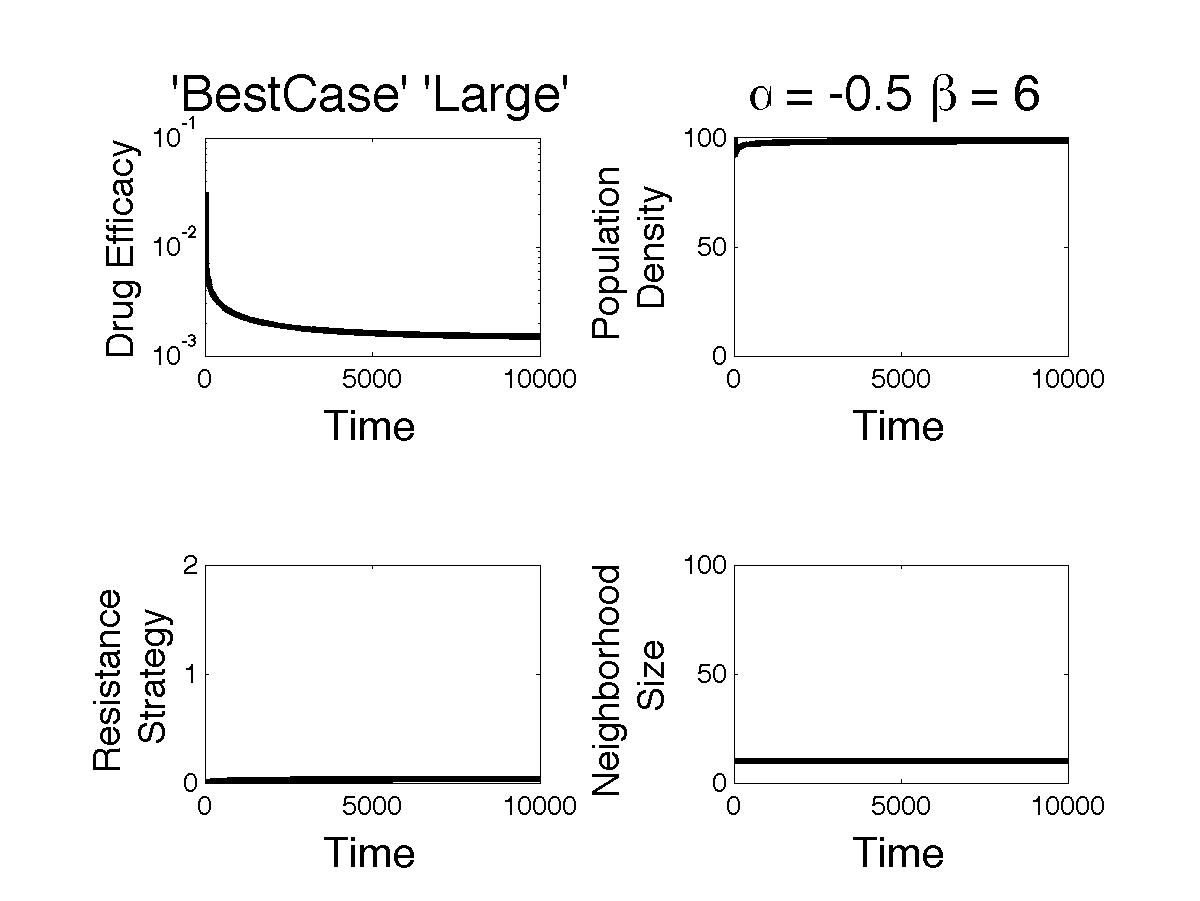 'BestCase' 'Large'
α = -0.5 β = 6
Drug Efficacy
10-1
10-2
10-3
0 5000 10000
Time
Population
Density
100
50
0
0 5000 10000
Time
Resistance
Strategy
2
1
0
0 5000 10000
Time
Neighborhood
Size
100
50
0
0 5000 10000
Time